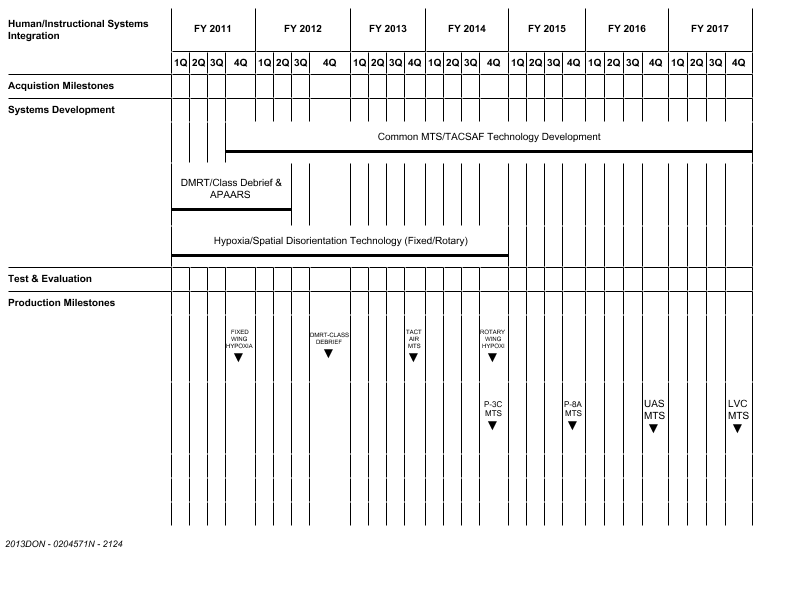 Human/Instructional Systems
Integration
FY 2011 FY 2012 FY 2013 FY 2014 FY 2015 FY 2016 FY 2017
1Q 2Q 3Q 4Q 1Q 2Q 3Q 4Q 1Q 2Q 3Q 4Q 1Q 2Q 3Q 4Q 1Q 2Q 3Q 4Q 1Q 2Q 3Q 4Q 1Q 2Q 3Q 4Q
Acquistion Milestones
Systems Development
Common MTS/TACSAF Technology Development
DMRT/Class Debrief &
APAARS
Hypoxia/Spatial Disorientation Technology (Fixed/Rotary)
Test & Evaluation
Production Milestones
FIXED
WING
HYPOXIA
DMRT-CLASS
DEBRIEF
TACT
AIR
MTS
ROTARY
WING
HYPOXI
P-3C
MTS
P-8A
MTS
UAS
MTS
LVC
MTS
2013DON - 0204571N - 2124